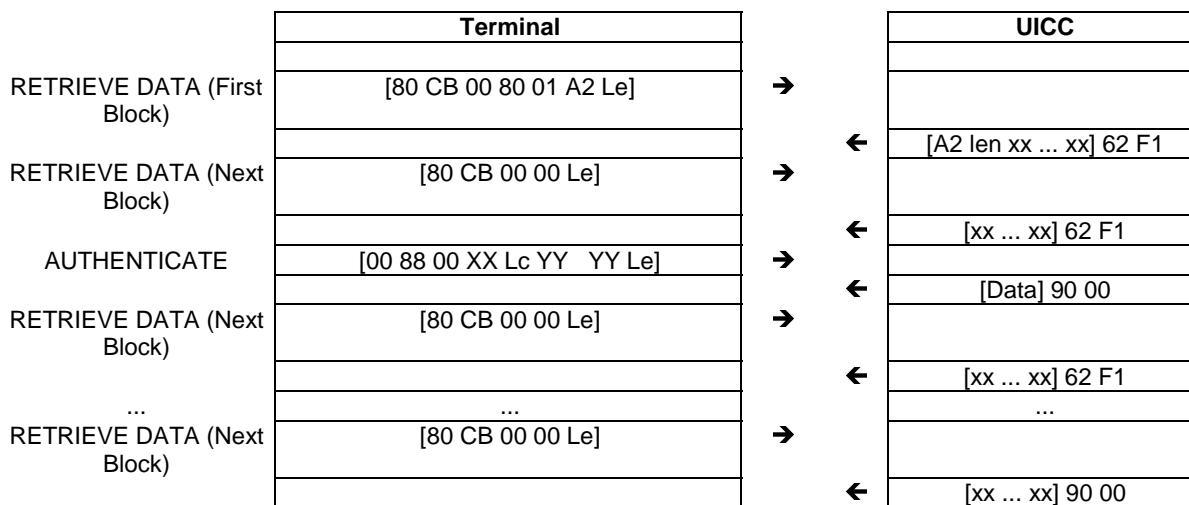 Terminal UICC
RETRIEVE DATA (First [80 CB 00 80 01 A2 Le] ➔
Block)
🡸 [A2 len xx ... xx] 62 F1
RETRIEVE DATA (Next [80 CB 00 00 Le] ➔
Block)
🡸 [xx ... xx] 62 F1
AUTHENTICATE [00 88 00 XX Lc YY YY Le] ➔
🡸 [Data] 90 00
RETRIEVE DATA (Next [80 CB 00 00 Le] ➔
Block)
🡸 [xx ... xx] 62 F1
... ... ...
RETRIEVE DATA (Next [80 CB 00 00 Le] ➔
Block)
🡸 [xx ... xx] 90 00